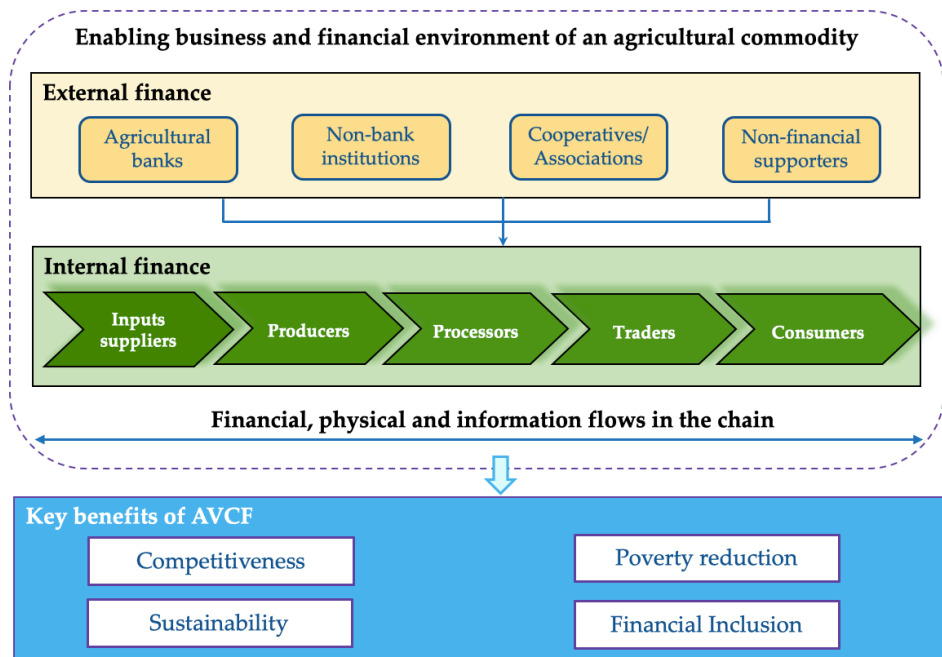 Enabling business and financial environment of an agricultural commodity
External finance
Agricultural
banks
Non-bank
institutions
Cooperatives/
Associations
Non-financial
supporters
Internal finance
Inputs
suppliers
Producers
Processors
Traders
Consumers
Financial, physical and information flows in the chain
Key benefits of AVCF
Competitiveness
Poverty reduction
Sustainability
Financial Inclusion